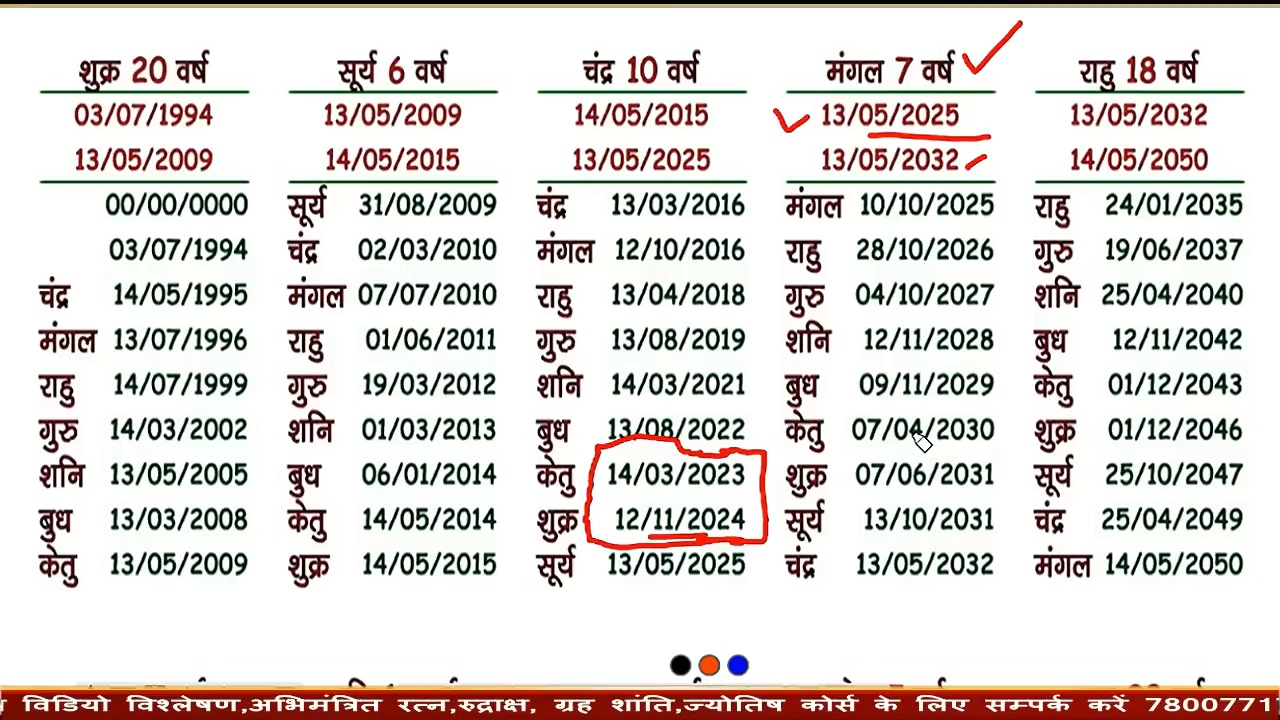 शुक्र 20 वर्ष सूर्य 6 वर्ष चंद्र 10 वर्ष मंगल 7 वर्ष राहु 18 वर्ष
03/07/1994 13/05/2009 14/05/2015 13/05/2025 13/05/2032
13/05/2009 14/05/2015 13/05/2025 13/05/2032 14/05/2050
00/00/0000 सूर्य 31/08/2009 चंद्र 13/03/2016 मंगल 10/10/2025 राहु 24/01/2035
03/07/1994 चंद्र 02/03/2010 मंगल 12/10/2016 राहु 28/10/2026 गुरु 19/06/2037
चंद्र 14/05/1995 मंगल 07/07/2010 राहु 13/04/2018 गुरु 04/10/2027 शनि 25/04/2040
मंगल 13/07/1996 राहु 01/06/2011 गुरु 13/08/2019 शनि 12/11/2028 बुध 12/11/2042
राहु 14/07/1999 गुरु 19/03/2012 शनि 14/03/2021 बुध 09/11/2029 केतु 01/12/2043
गुरु 14/03/2002 शनि 01/03/2013 बुध 13/08/2022 केतु 07/04/2030 शुक्र 01/12/2046
शनि 13/05/2005 बुध 06/01/2014 केतु 14/03/2023 शुक्र 07/06/2031 सूर्य 25/10/2047
बुध 13/03/2008 केतु 14/05/2014 शुक्र 12/11/2024 सूर्य 13/10/2031 चंद्र 25/04/2049
केतु 13/05/2009 शुक्र 14/05/2015 सूर्य 13/05/2025 चंद्र 13/05/2032 मंगल 14/05/2050
विडियो विश्लेषण,अभिमंत्रित रत्न,रुद्राक्ष, ग्रह शांति,ज्योतिष कोर्स के लिए सम्पर्क करें 7800771